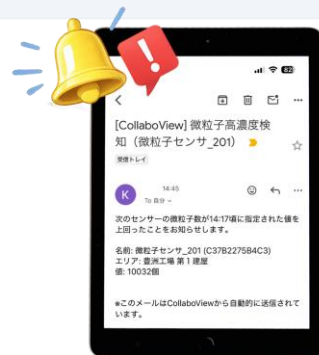 62
[CollaboView] 微粒子高濃度検
知（微粒子センサ_201）
受信トレイ
K
14:45
To 自分
次のセンサーの微粒子数が14:17頃に指定された値を
上回ったことをお知らせします。
名前: 微粒子センサ_201 (C37B2275B4C3)
エリア: 豊洲工場 第１建屋
値: 10032個
※このメールはCollaboViewから自動的に送信されて
います。